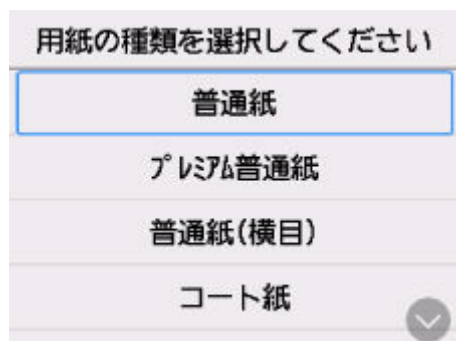 用紙の種類を選択してください
普通紙
プレミアム普通紙
普通紙(横目)
コート紙